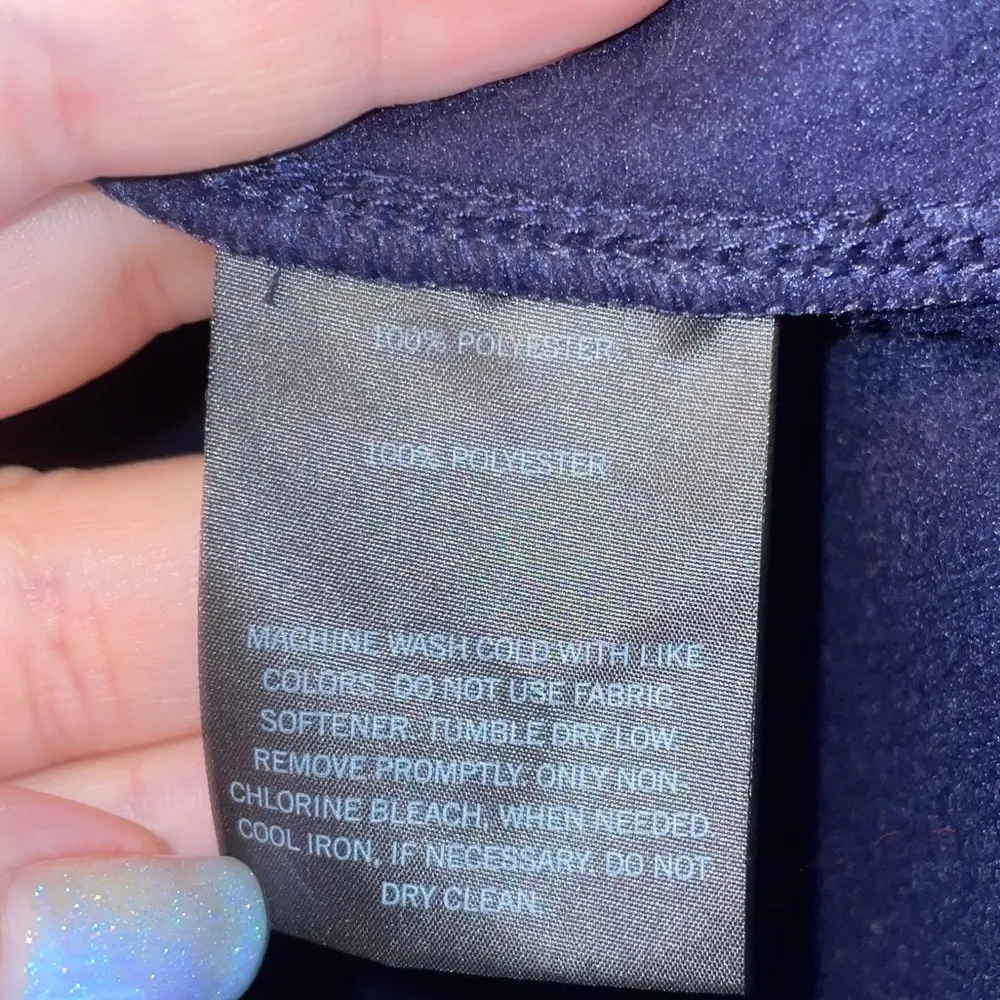 100% POLYESTER
100% POLYESTER
MACHINE WASH COLD WITH LIKE
COLORS. DO NOT USE FABRIC
SOFTENER. TUMBLE DRY LOW
REMOVE PROMPTLY. ONLY NON-
CHLORINE BLEACH, WHEN NEEDED.
COOL IRON, IF NECESSARY. DO NOT
DRY CLEAN.